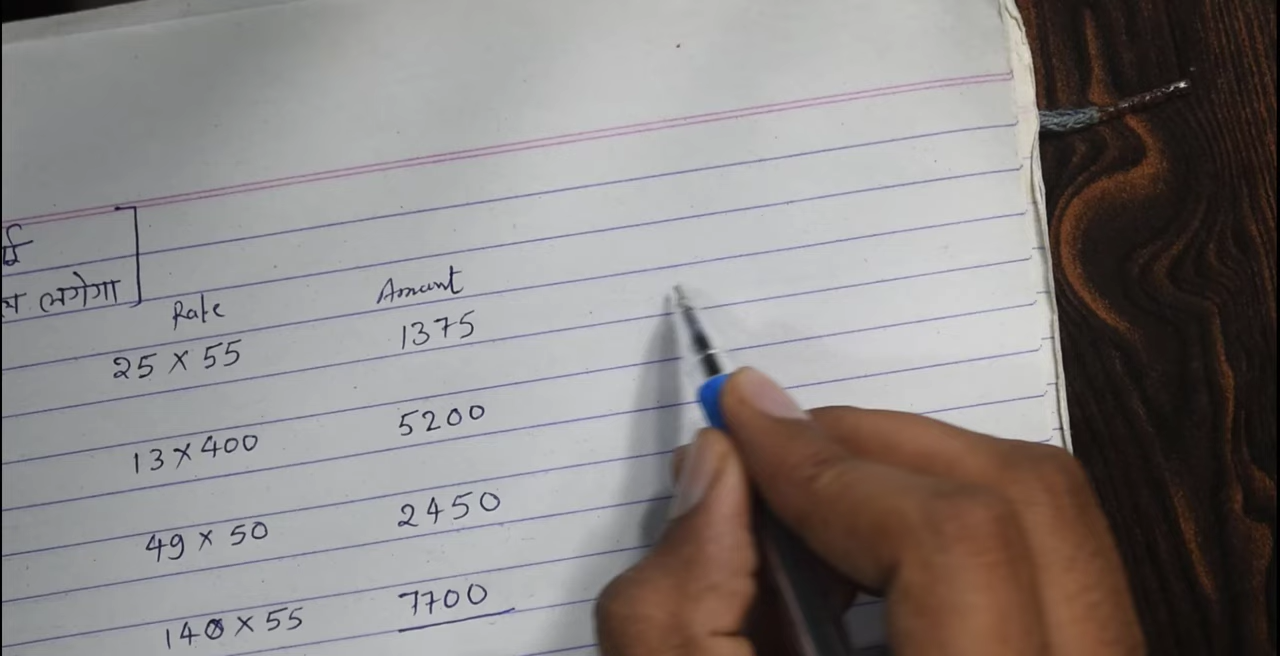 ई
लगेगा
Rate Amount
25 × 55 1375
13 × 400 5200
49 × 50 2450
140 × 55 7700